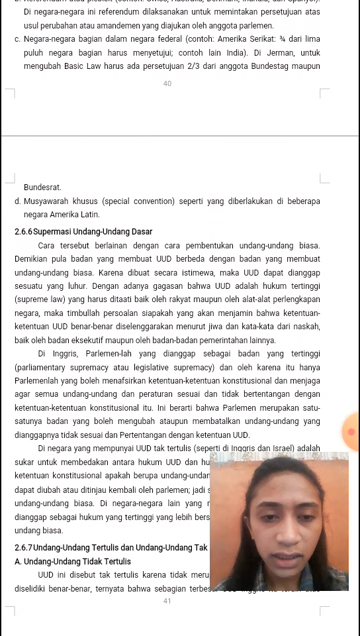 Di negara-negara ini referendum dilaksanakan untuk memintakan persetujuan atas
usul perubahan atau amandemen yang diajukan oleh anggota parlemen.
c. Negara-negara bagian dalam negara federal (contoh: Amerika Serikat: ¾ dari lima
puluh negara bagian harus menyetujui; contoh lain India). Di Jerman, untuk
mengubah Basic Law harus ada persetujuan 2/3 dari anggota Bundestag maupun
40
Bundesrat.
d. Musyawarah khusus (special convention) seperti yang diberlakukan di beberapa
negara Amerika Latin.
2.6.6Supermasi Undang-Undang Dasar
Cara tersebut berlainan dengan cara pembentukan undang-undang biasa.
Demikian pula badan yang membuat UUD berbeda dengan badan yang membuat
undang-undang biasa. Karena dibuat secara istimewa, maka UUD dapat dianggap
sesuatu yang luhur. Dengan adanya gagasan bahwa UUD adalah hukum tertinggi
(supreme law) yang harus ditaati baik oleh rakyat maupun oleh alat-alat perlengkapan
negara, maka timbullah persoalan siapakah yang akan menjamin bahwa ketentuan-
ketentuan UUD benar-benar diselenggarakan menurut jiwa dan kata-kata dari naskah,
baik oleh badan eksekutif maupun oleh badan-badan pemerintahan lainnya.
Di Inggris, Parlemen-lah yang dianggap sebagai badan yang tertinggi
(parliamentary supremacy atau legislative supremacy) dan oleh karena itu hanya
Parlemenlah yang boleh menafsirkan ketentuan-ketentuan konstitusional dan menjaga
agar semua undang-undang dan peraturan sesuai dan tidak bertentangan dengan
ketentuan-ketentuan konstitusional itu. Ini berarti bahwa Parlemen merupakan satu-
satunya badan yang boleh mengubah ataupun membatalkan undang-undang yang
dianggapnya tidak sesuai dan Pertentangan dengan ketentuan UUD.
Di negara yang mempunyai UUD tak tertulis (seperti di Inggris dan Israel) adalah
sukar untuk membedakan antara hukum UUD dan
ketentuan konstitusional apakah berupa
dapat diubah atau ditinjau kembali oleh parlemen; jadi
undang-undang biasa. Di negara-negara lain yang
dianggap sebagai hukum yang tertinggi yang lebih
undang biasa.
2.6.7Undang-Undang Tertulis dan Undang-Undang Tak
A. Undang-Undang Tidak Tertulis
UUD ini disebut tak tertulis karena tidak
diselidiki benar-benar, ternyata bahwa sebagian
41